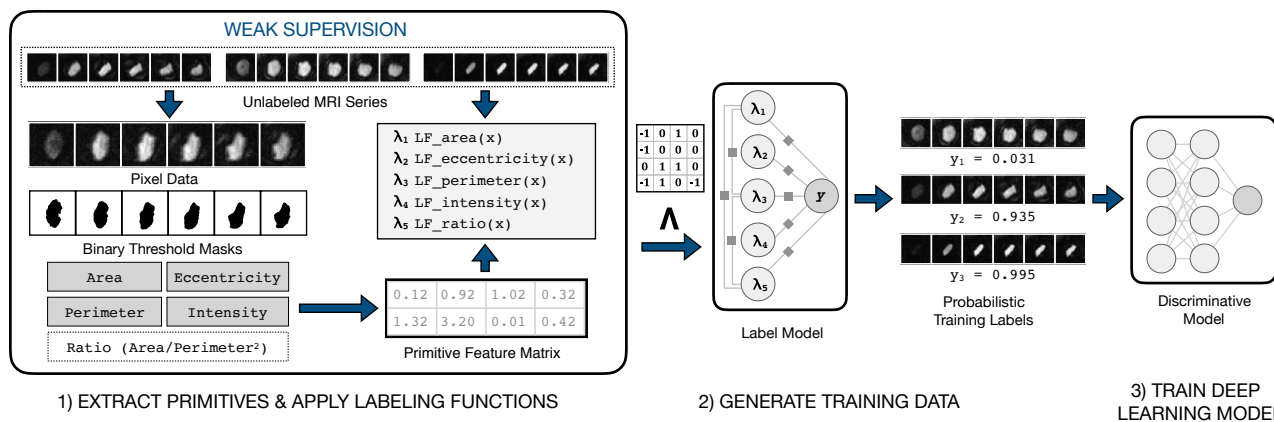 WEAK SUPERVISION
Unlabeled MRI Series
Pixel Data
Binary Threshold Masks
Area
Eccentricity
Perimeter
Intensity
Ratio (Area/Perimeter²)
λ₁ LF_area(x)
λ₂ LF_eccentricity(x)
λ₃ LF_perimeter(x)
λ₄ LF_intensity(x)
λ₅ LF_ratio(x)
0.12 0.92 1.02 0.32
1.32 3.20 0.01 0.42
Primitive Feature Matrix
1) EXTRACT PRIMITIVES & APPLY LABELING FUNCTIONS
-1 0 1 0
-1 0 0 0
0 1 1 0
-1 1 0 -1
Λ
λ₁
λ₂
λ₃
λ₄
λ₅
Y
Label Model
y₁ = 0.031
y₂ = 0.935
y₃ = 0.995
Probabilistic
Training Labels
2) GENERATE TRAINING DATA
Discriminative
Model
3) TRAIN DEEP
LEARNING MODEL